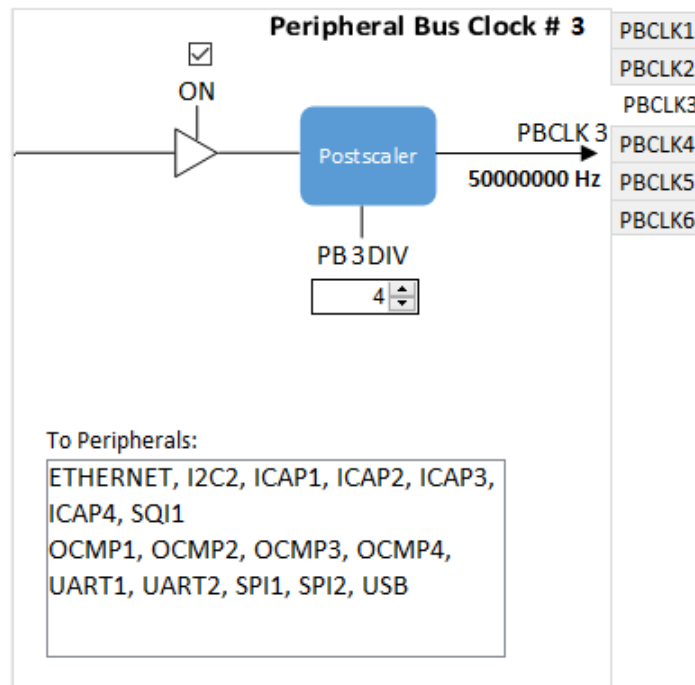 Peripheral Bus Clock # 3
ON
Postscaler
PBCLK 3
50000000 Hz
PB 3 DIV
4
To Peripherals:
ETHERNET, I2C2, ICAP1, ICAP2, ICAP3,
ICAP4, SQI1
OCMP1, OCMP2, OCMP3, OCMP4,
UART1, UART2, SPI1, SPI2, USB
PBCLK1
PBCLK2
PBCLK3
PBCLK4
PBCLK5
PBCLK6